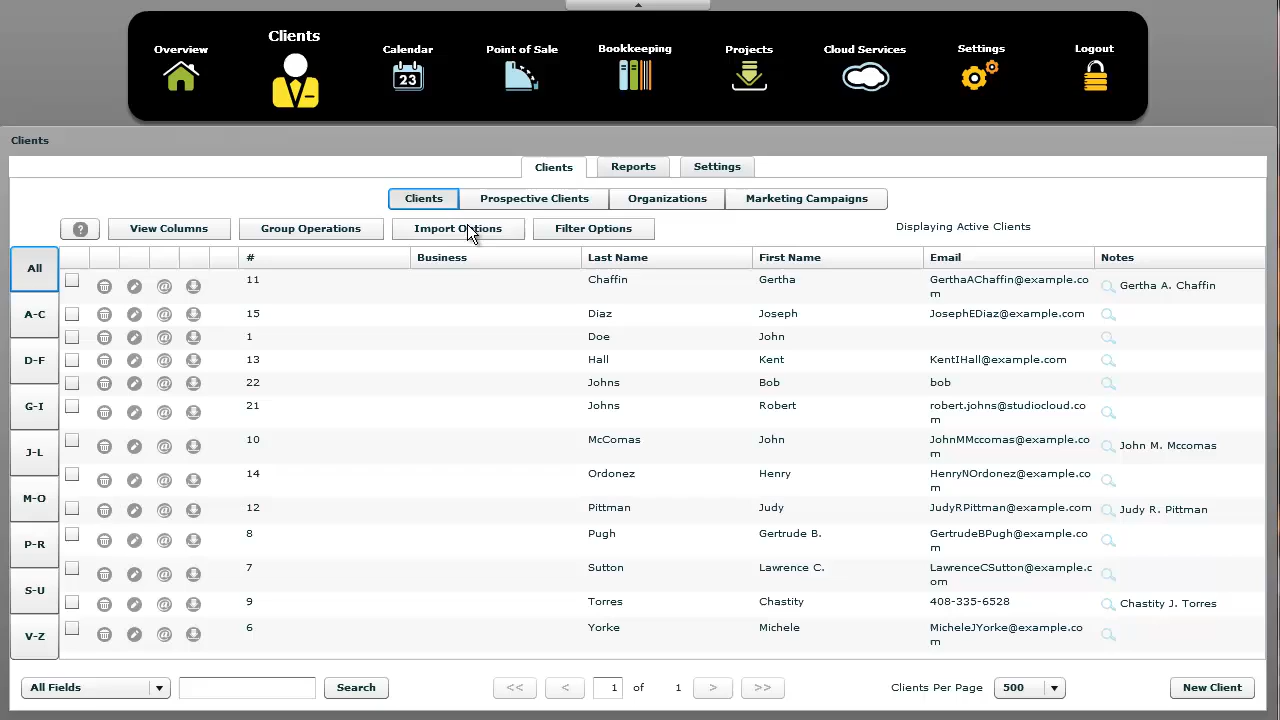 Overview Clients Calendar Point of Sale Bookkeeping Projects Cloud Services Settings Logout
23
Clients
Clients Reports Settings
Clients Prospective Clients Organizations Marketing Campaigns
? View Columns Group Operations Import Options Filter Options Displaying Active Clients
All # Business Last Name First Name Email Notes
11 Chaffin Gertha GerthaAChaffin@example.co
m Gertha A. Chaffin
A-C 15 Diaz Joseph JosephEDiaz@example.com
1 Doe John
D-F 13 Hall Kent KentIHall@example.com
22 Johns Bob bob
G-I 21 Johns Robert robert.johns@studiocloud.co
m
J-L 10 McComas John JohnMMccomas@example.co
m John M. Mccomas
14 Ordonez Henry HenryNOrdonez@example.co
m
M-O 12 Pittman Judy JudyRPittman@example.com Judy R. Pittman
P-R 8 Pugh Gertrude B. GertrudeBPugh@example.co
m
S-U 7 Sutton Lawrence C. LawrenceCSutton@example.c
om
9 Torres Chastity 408-335-6528 Chastity J. Torres
V-Z 6 Yorke Michele MicheleJYorke@example.co
m
All Fields Search << < 1 of 1 > >> Clients Per Page 500 New Client